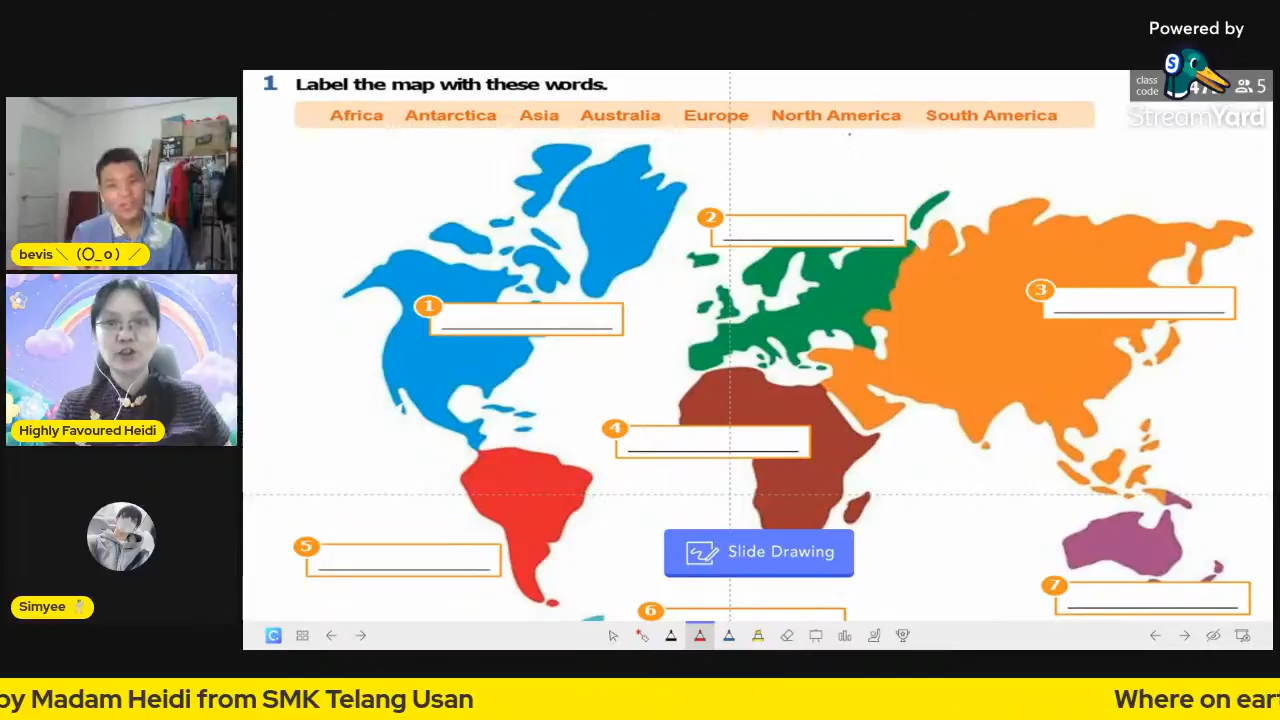 Powered by
StreamYard
class
code
5
1 Label the map with these words.
Africa Antarctica Asia Australia Europe North America South America
2
3
1
4
5
6
7
Slide Drawing
bevis ＼（〇_ｏ）／
Highly Favoured Heidi
Simyee
by Madam Heidi from SMK Telang Usan
Where on ear